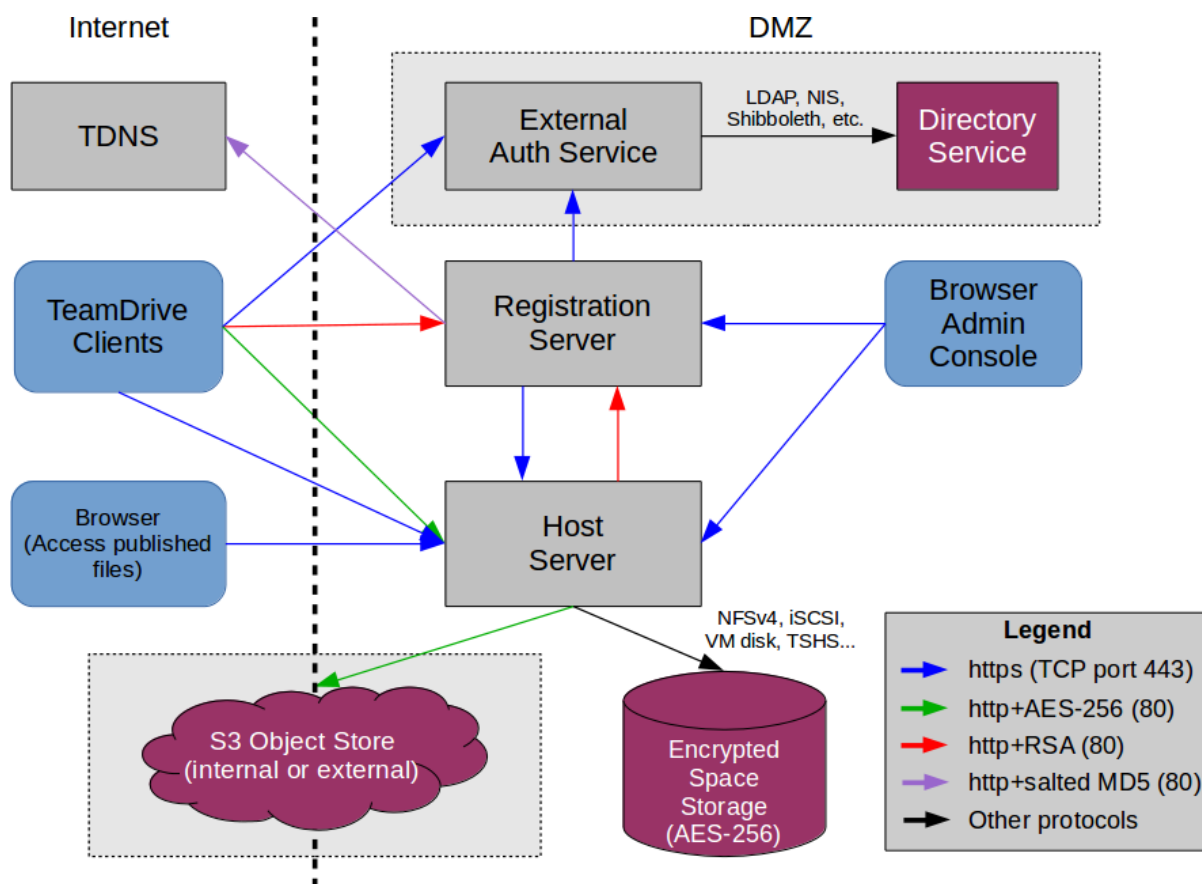 Internet
DMZ
TDNS
External
Auth Service
LDAP, NIS,
Shibboleth, etc.
Directory
Service
TeamDrive
Clients
Registration
Server
Browser
Admin
Console
Browser
(Access published
files)
Host
Server
NFSv4, iSCSI,
VM disk, TSHS...
S3 Object Store
(internal or external)
Encrypted
Space
Storage
(AES-256)
Legend
https (TCP port 443)
http+AES-256 (80)
http+RSA (80)
http+salted MD5 (80)
Other protocols